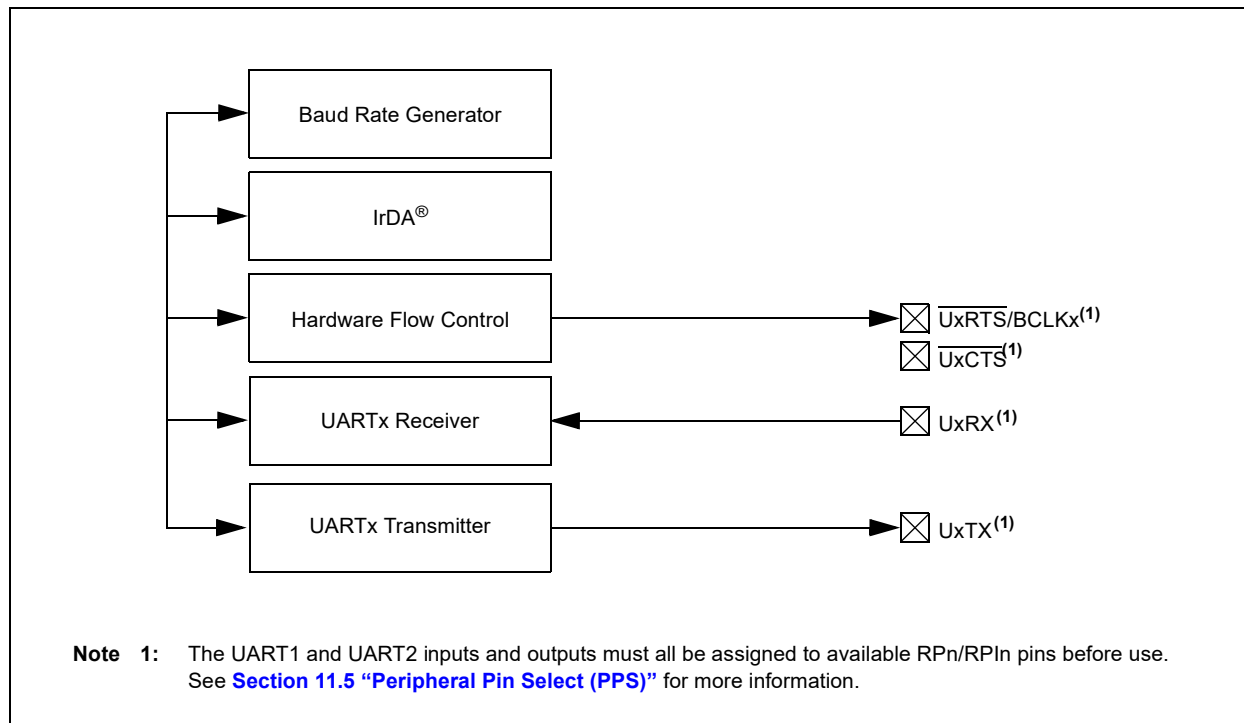 Baud Rate Generator
IrDA®
Hardware Flow Control
UxRTS/BCLKx(1)
UxCTS(1)
UARTx Receiver
UxRX(1)
UARTx Transmitter
UxTX(1)
Note 1: The UART1 and UART2 inputs and outputs must all be assigned to available RPn/RPIn pins before use.
See Section 11.5 “Peripheral Pin Select (PPS)” for more information.